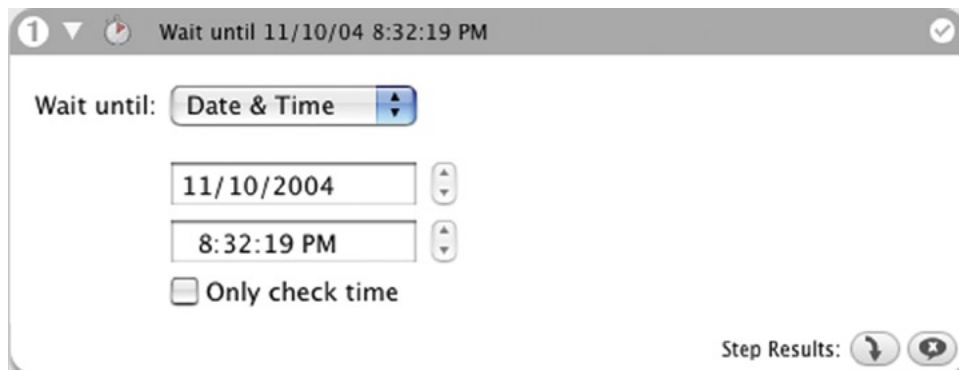 1 Wait until 11/10/04 8:32:19 PM
Wait until: Date & Time
11/10/2004
8:32:19 PM
Only check time
Step Results: